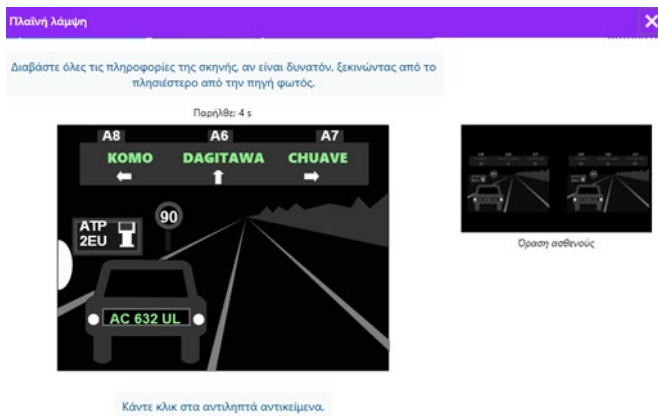 Πλαϊνή λάμψη
Διαβάστε όλες τις πληροφορίες της σκηνής, αν είναι δυνατόν, ξεκινώντας από το
πλησιέστερο από την πηγή φωτός.
Παρήλθε: 4 s
A8 A6 A7
KOMO DAGITAWA CHUAVE
90
ATP
2EU
AC 632 UL
Όραση ασθενούς
Κάντε κλικ στα αντιληπτά αντικείμενα.